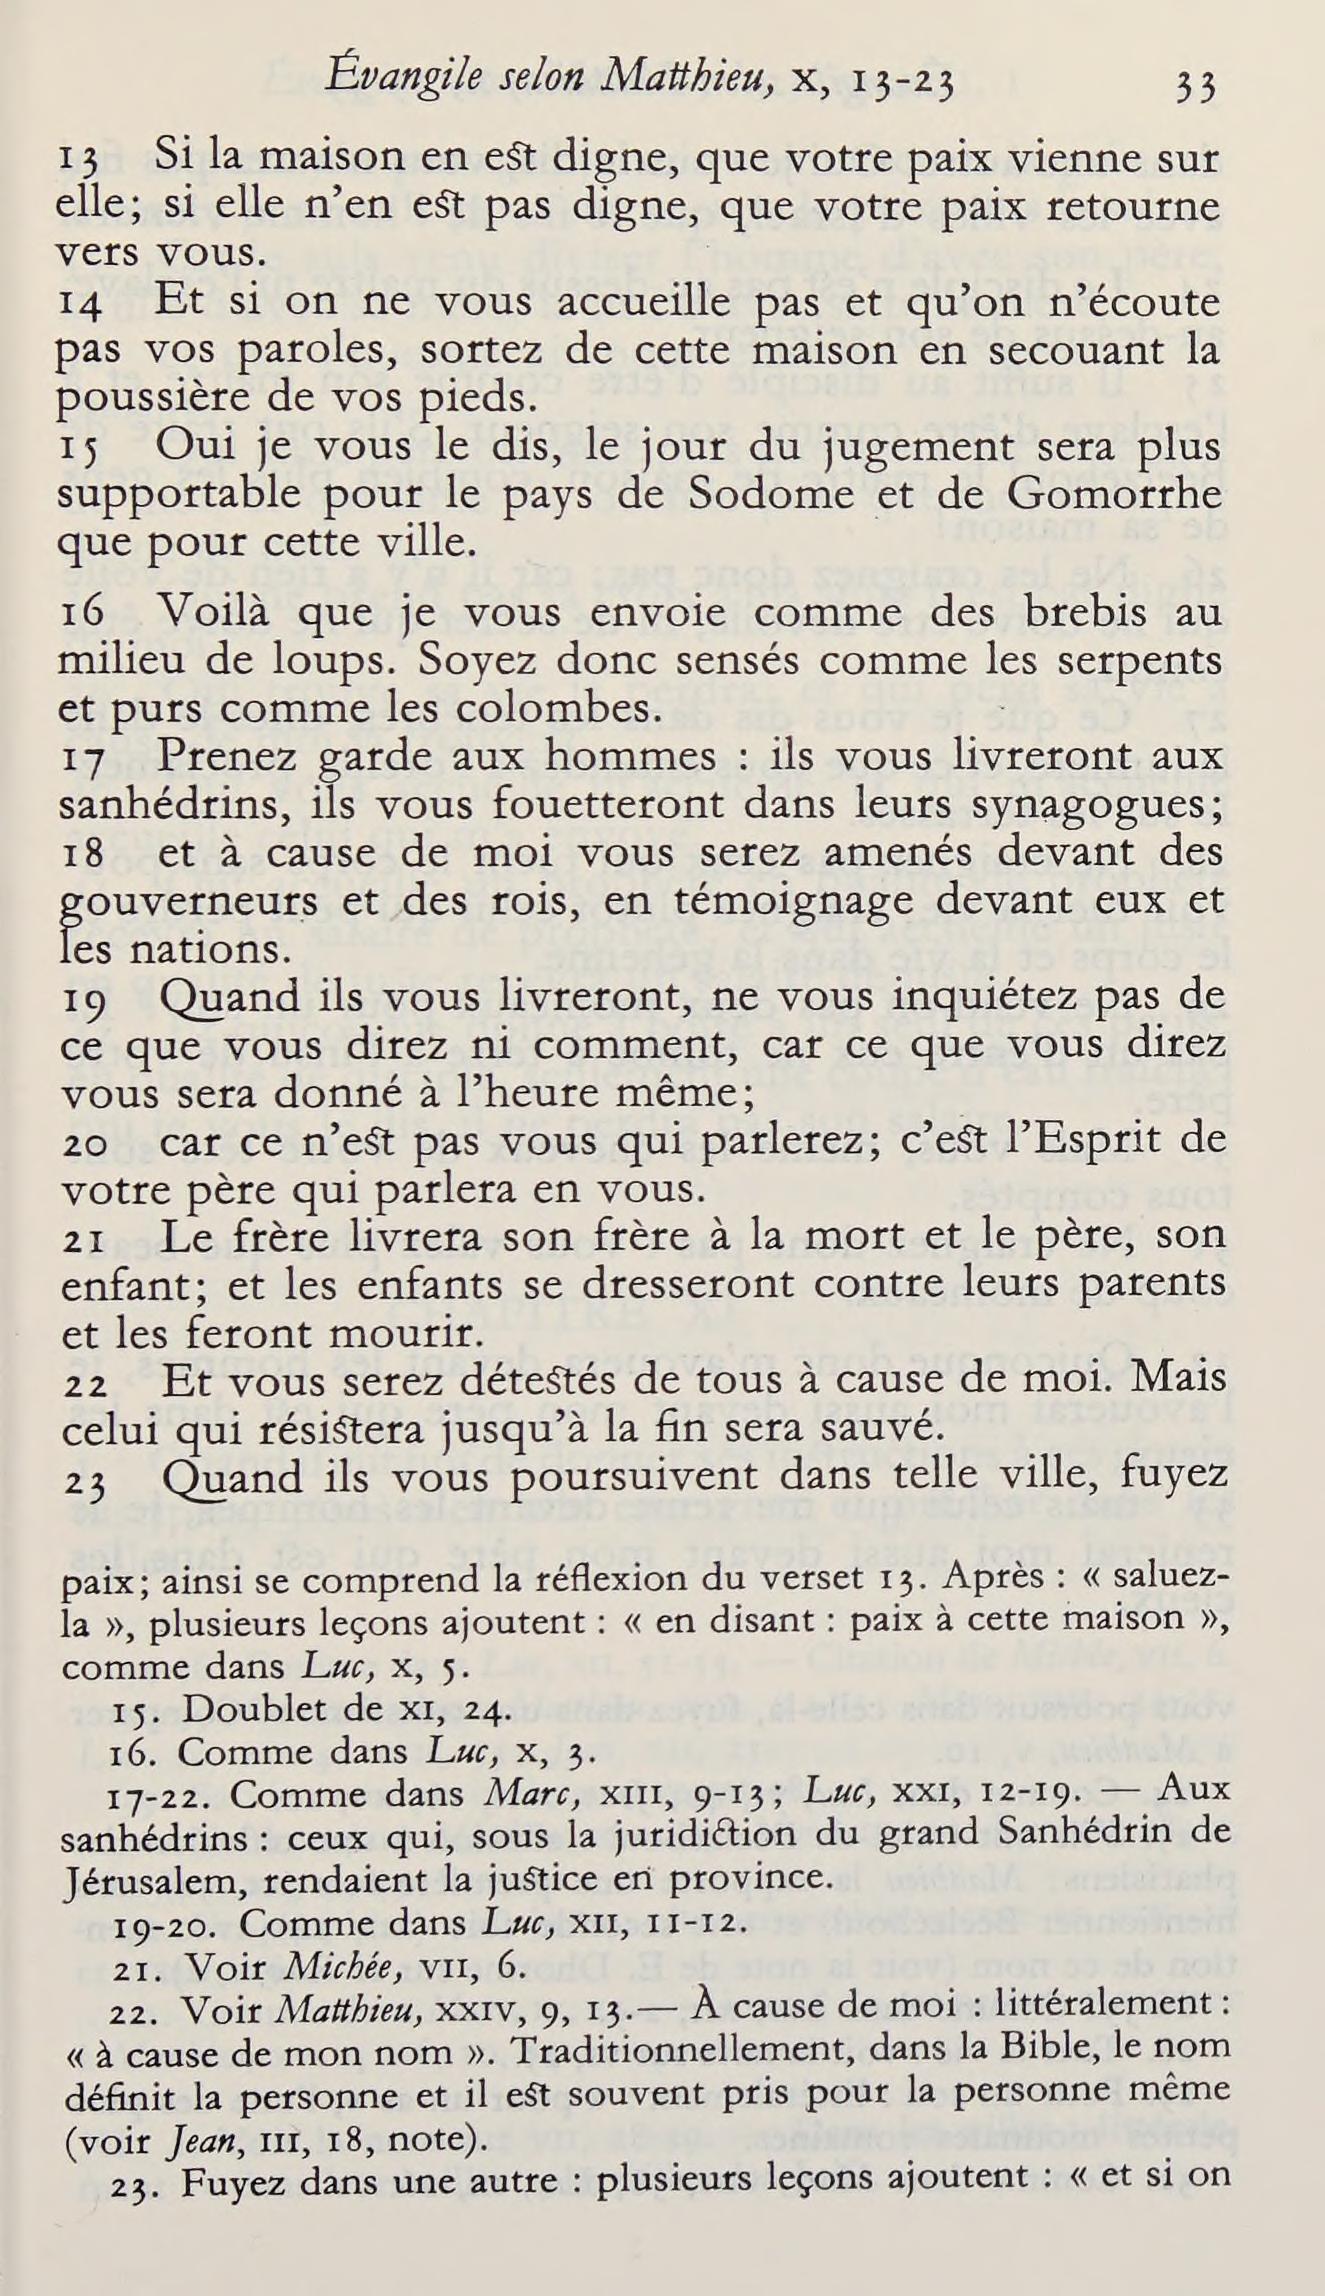 Évangile selon Matthieu, X, 13-23 33
13 Si la maison en est digne, que votre paix vienne sur
elle; si elle n'en est pas digne, que votre paix retourne
vers vous.
14 Et si on ne vous accueille pas et qu'on n'écoute
pas vos paroles, sortez de cette maison en secouant la
poussière de vos pieds.
15 Oui je vous le dis, le jour du jugement sera plus
supportable pour le pays de Sodome et de Gomorrhe
que pour cette ville.
16 Voilà que je vous envoie comme des brebis au
milieu de loups. Soyez donc sensés comme les serpents
et purs comme les colombes.
17 Prenez garde aux hommes : ils vous livreront aux
sanhédrins, ils vous fouetteront dans leurs synagogues;
18 et à cause de moi vous serez amenés devant des
gouverneurs et des rois, en témoignage devant eux et
les nations.
19 Quand ils vous livreront, ne vous inquiétez pas de
ce que vous direz ni comment, car ce que vous direz
vous sera donné à l'heure même;
20 car ce n'est pas vous qui parlerez; c'est l'Esprit de
votre père qui parlera en vous.
21 Le frère livrera son frère à la mort et le père, son
enfant; et les enfants se dresseront contre leurs parents
et les feront mourir.
22 Et vous serez détestés de tous à cause de moi. Mais
celui qui résistera jusqu'à la fin sera sauvé.
23 Quand ils vous poursuivent dans telle ville, fuyez
paix; ainsi se comprend la réflexion du verset 13. Après : « saluez-
la », plusieurs leçons ajoutent : « en disant : paix à cette maison »,
comme dans Luc, X, 5.
15. Doublet de XI, 24.
16. Comme dans Luc, X, 3.
17-22. Comme dans Marc, XIII, 9-13; Luc, XXI, 12-19. — Aux
sanhédrins : ceux qui, sous la juridiction du grand Sanhédrin de
Jérusalem, rendaient la justice en province.
19-20. Comme dans Luc, XII, 11-12.
21. Voir Michée, VII, 6.
22. Voir Matthieu, XXIV, 9, 13.— À cause de moi : littéralement :
« à cause de mon nom ». Traditionnellement, dans la Bible, le nom
définit la personne et il est souvent pris pour la personne même
(voir Jean, III, 18, note).
23. Fuyez dans une autre : plusieurs leçons ajoutent : « et si on